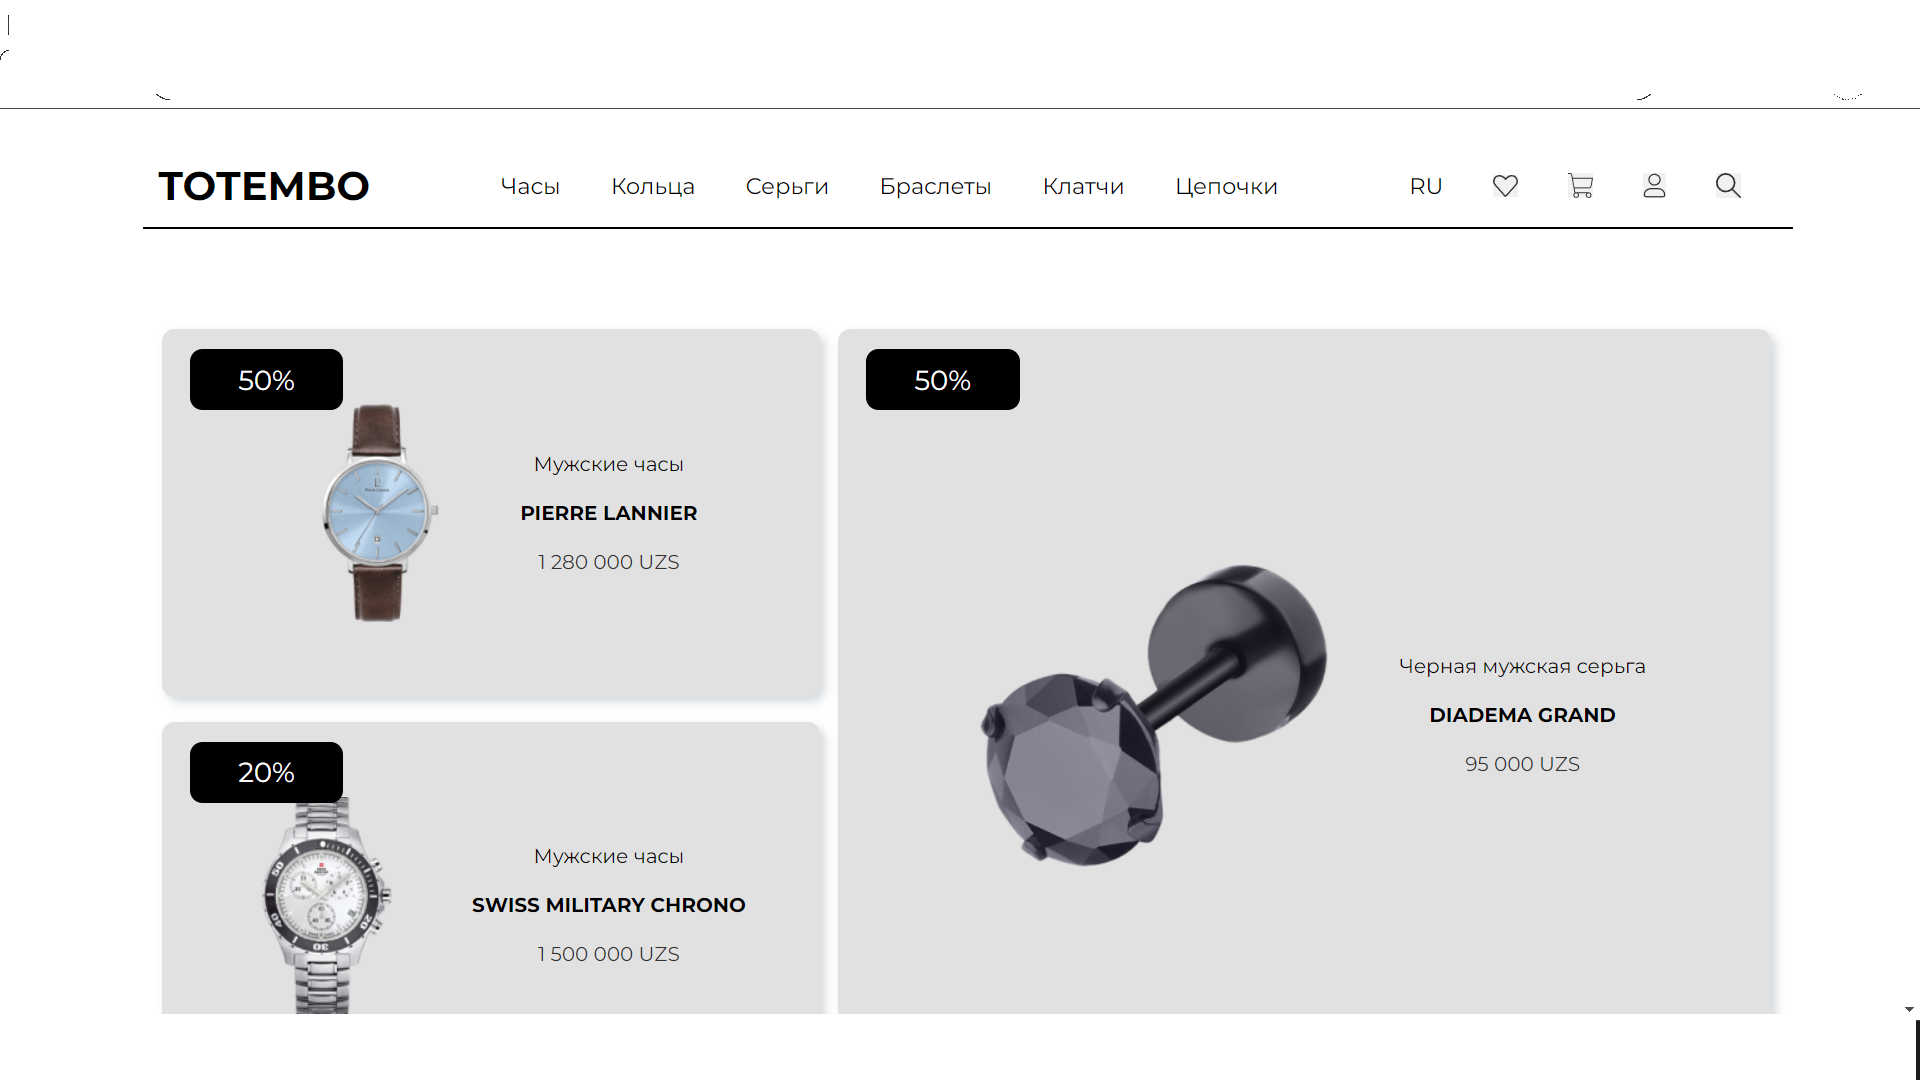 TOTEMBO
Часы Кольца Серьги Браслеты Клатчи Цепочки RU
50%
Мужские часы
PIERRE LANNIER
1 280 000 UZS
20%
Мужские часы
SWISS MILITARY CHRONO
1 500 000 UZS
50%
Черная мужская серьга
DIADEMA GRAND
95 000 UZS